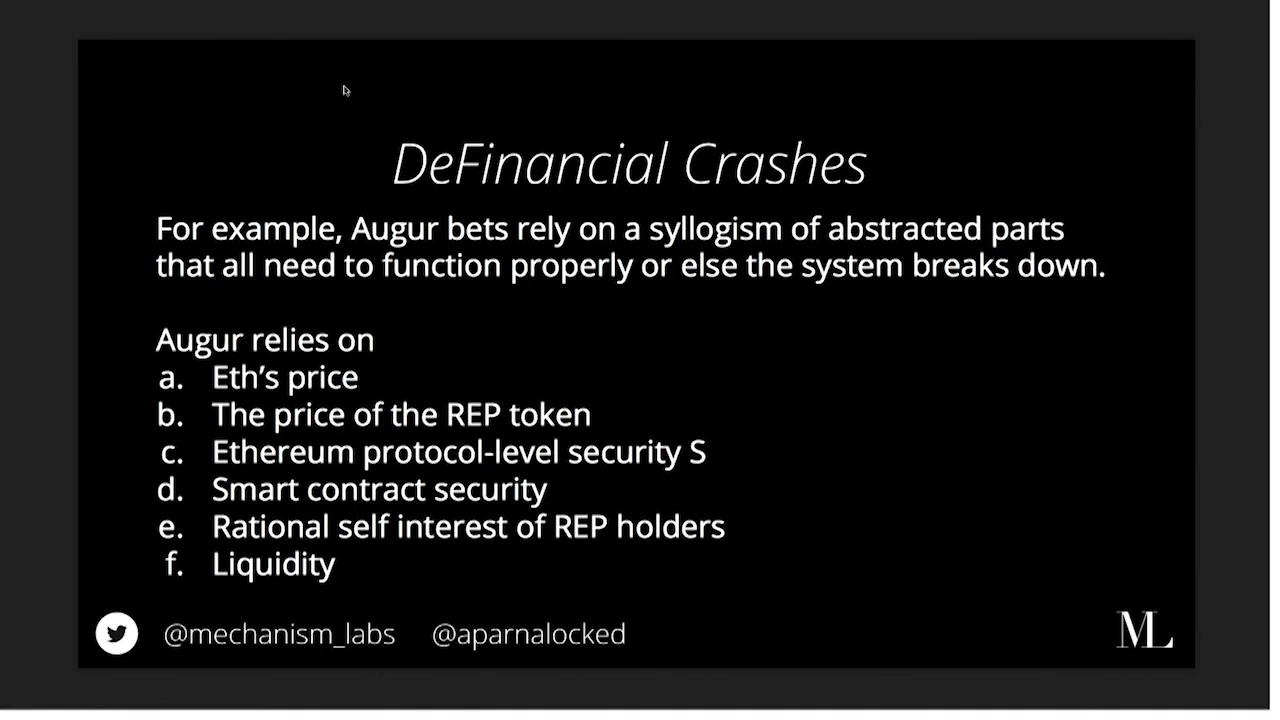 DeFinancial Crashes
For example, Augur bets rely on a syllogism of abstracted parts
that all need to function properly or else the system breaks down.
Augur relies on
a. Eth’s price
b. The price of the REP token
c. Ethereum protocol-level security S
d. Smart contract security
e. Rational self interest of REP holders
f. Liquidity
@mechanism_labs @aparnalocked
ML